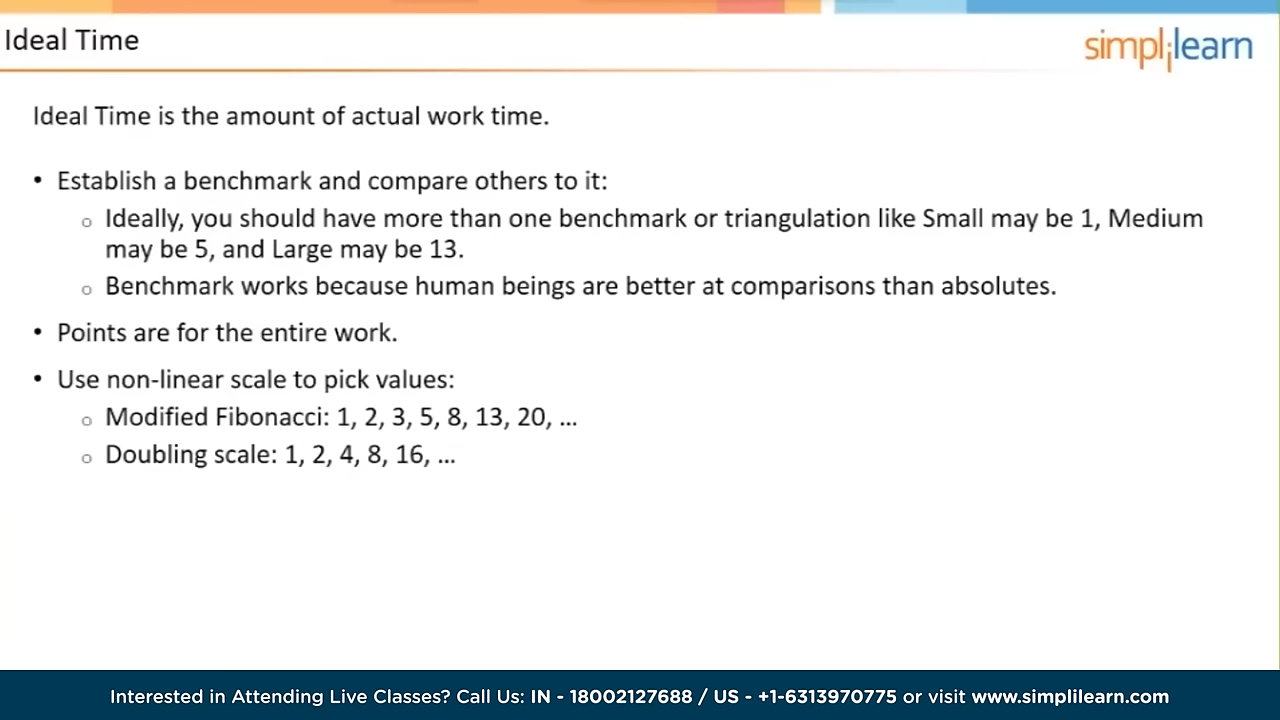 Ideal Time
simplilearn
Ideal Time is the amount of actual work time.
• Establish a benchmark and compare others to it:
o Ideally, you should have more than one benchmark or triangulation like Small may be 1, Medium
may be 5, and Large may be 13.
o Benchmark works because human beings are better at comparisons than absolutes.
• Points are for the entire work.
• Use non-linear scale to pick values:
o Modified Fibonacci: 1, 2, 3, 5, 8, 13, 20, ...
o Doubling scale: 1, 2, 4, 8, 16, ...
Interested in Attending Live Classes? Call Us: IN - 18002127688 / US - +1-6313970775 or visit www.simplilearn.com